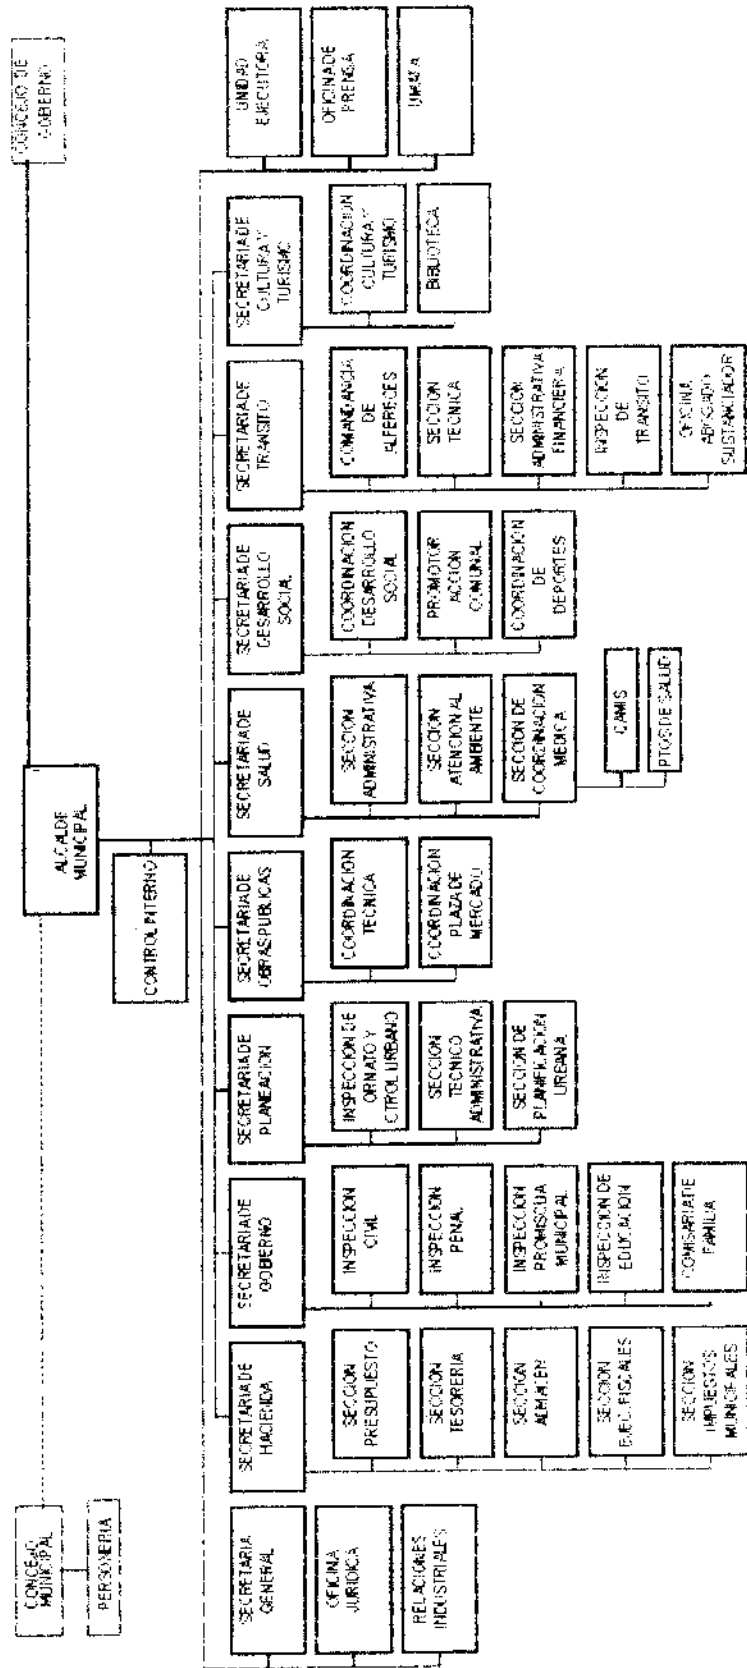 CONCEJO
MUNICIPAL
PERSONERIA
ALCALDE
MUNICIPAL
CONCEJO DE
GOBIERNO
CONTROL INTERNO
SECRETARIA
GENERAL
OFICINA
JURIDICA
RELACIONES
INDUSTRIALES
SECRETARIA DE
HACIENDA
SECCION
PRESUPUESTO
SECCION
TESORERIA
SECCION
ALMACEN
SECCION
EJEC. FISCALES
SECCION
IMPUESTOS
MUNICIPALES
SECRETARIA DE
GOBIERNO
INSPECCION
CIVIL
INSPECCION
PENAL
INSPECCION
PROMISCUA
MUNICIPAL
INSPECCION DE
EDUCACION
COMISARIA DE
FAMILIA
SECRETARIA DE
PLANEACION
INSPECCION DE
ORNATO Y
CTROL URBANO
SECCION
TECNICO
ADMINISTRATIVA
SECCION DE
PLANIFICACION
URBANA
SECRETARIA DE
OBRAS PUBLICAS
COORDINACION
TECNICA
COORDINACION
PLAZA DE
MERCADO
SECRETARIA DE
SALUD
SECCION
ADMINISTRATIVA
SECCION
ATENCION AL
AMBIENTE
SECCION DE
COORDINACION
MEDICA
CAMIS
PTOS DE SALUD
SECRETARIA DE
DESARROLLO
SOCIAL
COORDINACION
DESARROLLO
SOCIAL
PROMOTOR
ACCION
COMUNAL
COORDINACION
DE
DEPORTES
SECRETARIA DE
TRANSITO
COMANDANCIA
DE
ALFERECES
SECCION
TECNICA
SECCION
ADMINISTRATIVA
FINANCIERA
INSPECCION
DE
TRANSITO
OFICINA
ABOGADO
SUSTANCIADOR
SECRETARIA DE
CULTURA Y
TURISMO
COORDINACION
CULTURA Y
TURISMO
BIBLIOTECA
UNIDAD
EJECUTORA
OFICINA DE
PRENSA
UMATA